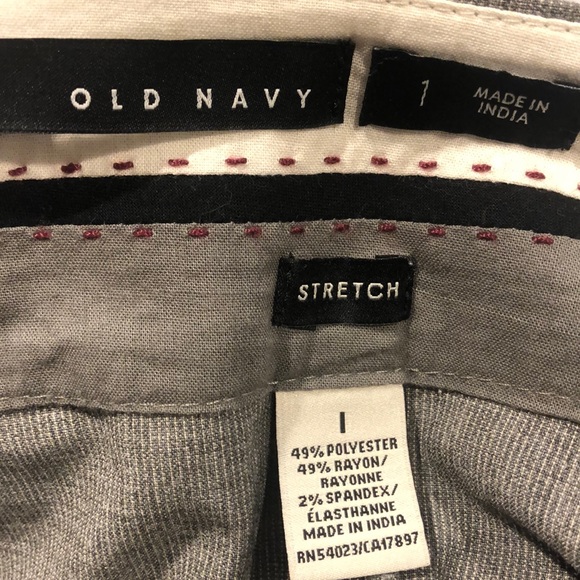 OLD NAVY
1
MADE IN
INDIA
STRETCH
1
49% POLYESTER
49% RAYON/
RAYONNE
2% SPANDEX/
ÉLASTHANNE
MADE IN INDIA
RN54023/CA17897